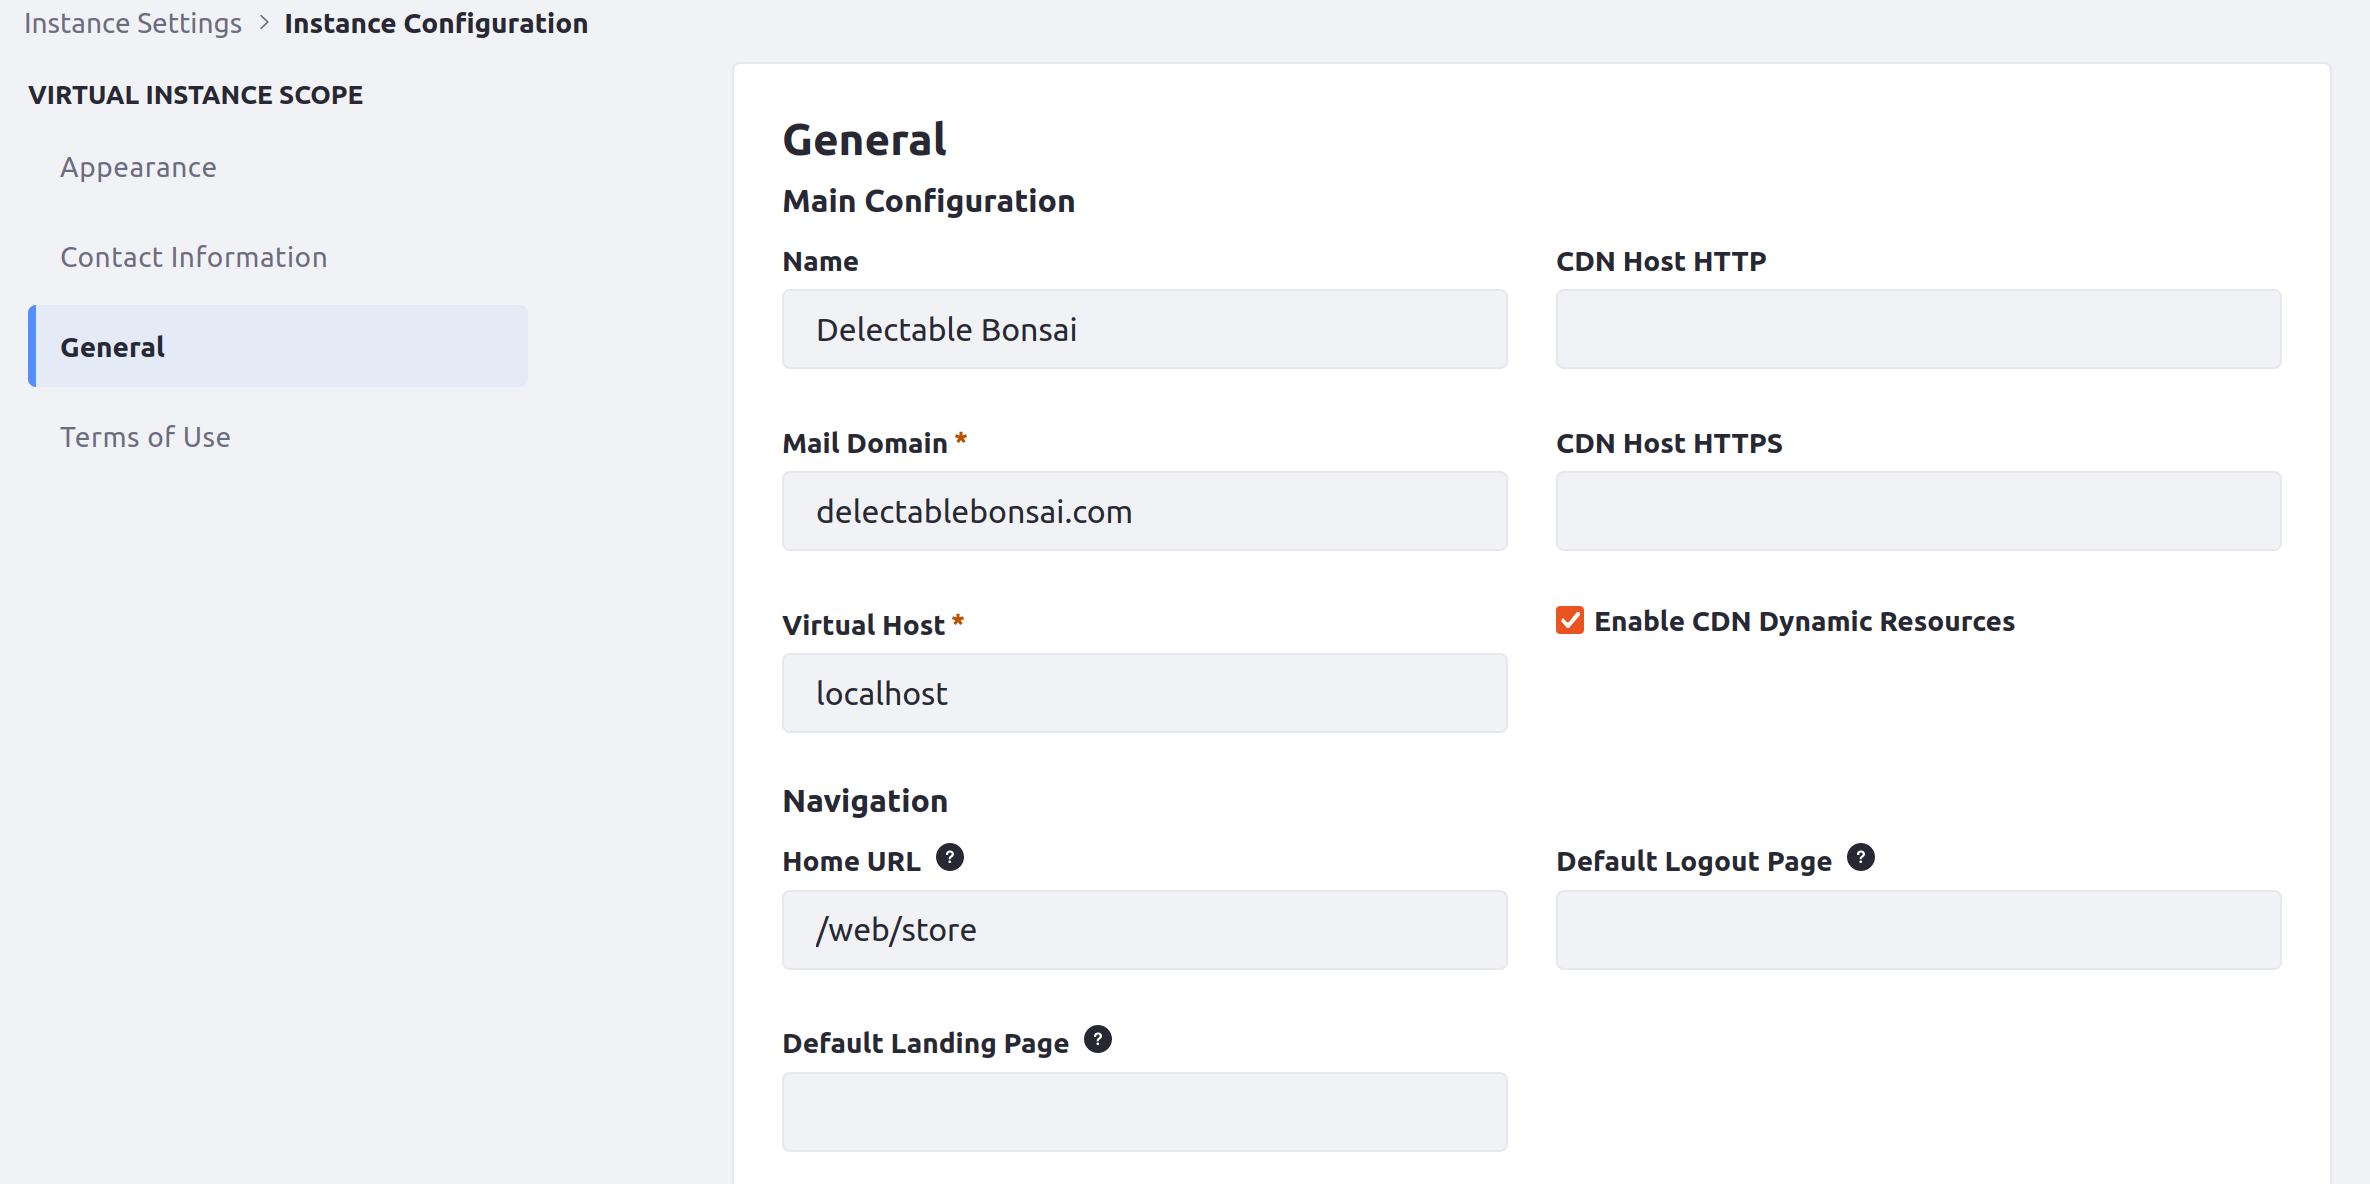 Instance Settings > Instance Configuration
VIRTUAL INSTANCE SCOPE
Appearance
Contact Information
General
Terms of Use
General
Main Configuration
Name
CDN Host HTTP
Delectable Bonsai
Mail Domain *
CDN Host HTTPS
delectablebonsai.com
Virtual Host *
Enable CDN Dynamic Resources
localhost
Navigation
Home URL ?
Default Logout Page ?
/web/store
Default Landing Page ?